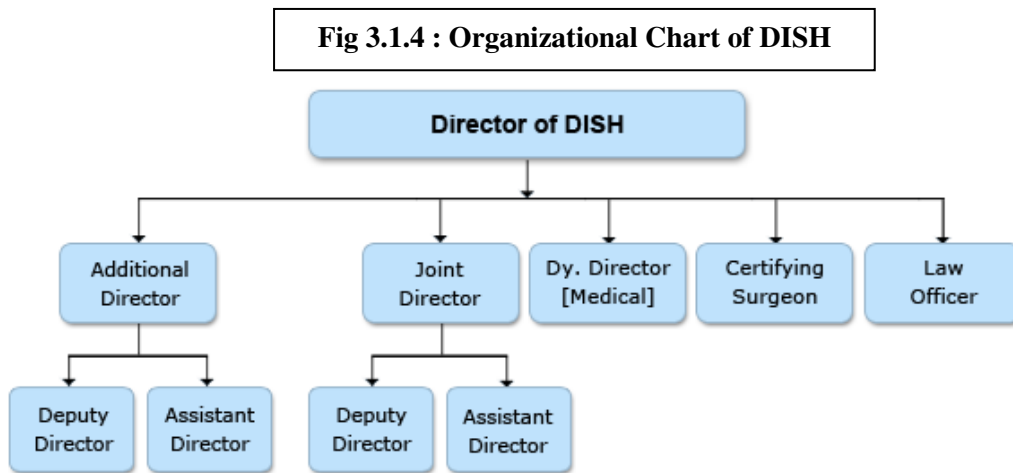 Fig 3.1.4 : Organizational Chart of DISH
Director of DISH
Additional
Director
Joint
Director
Dy. Director
[Medical]
Certifying
Surgeon
Law
Officer
Deputy
Director
Assistant
Director
Deputy
Director
Assistant
Director